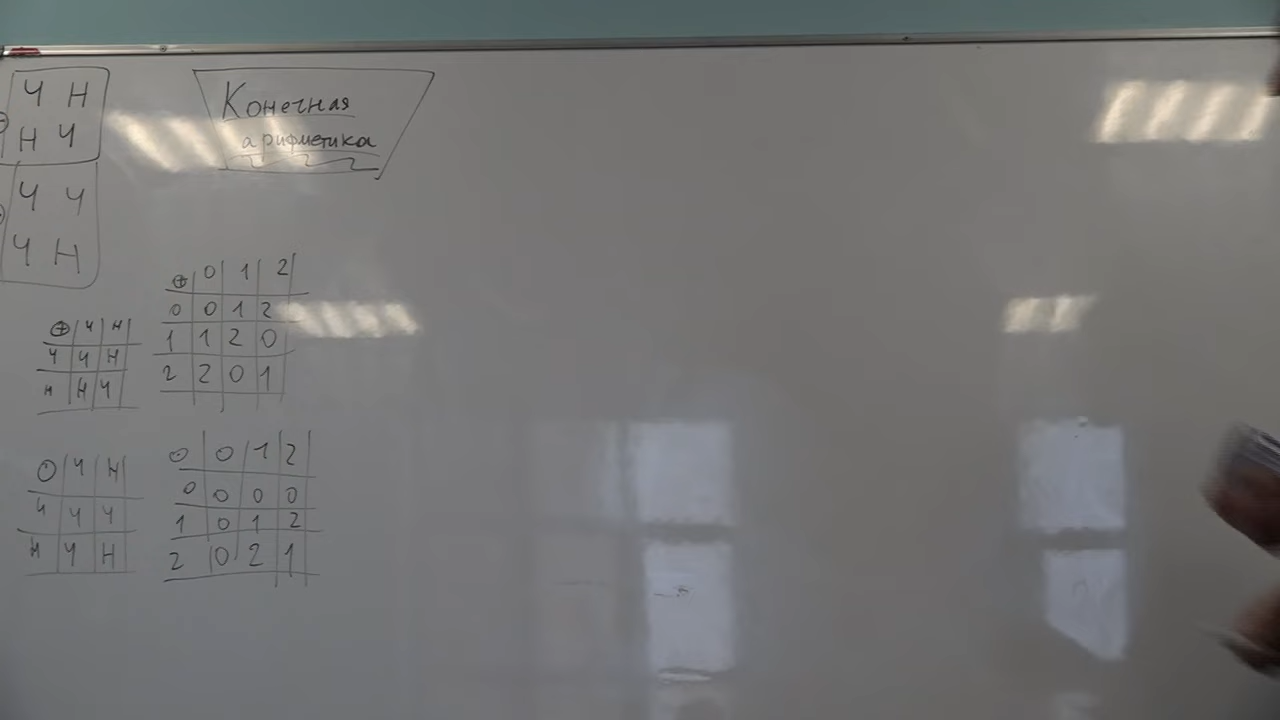 Ч Н
Н Ч
Ч Ч
Ч Н
Конечная
арифметика
⊕ Ч Н
Ч Ч Н
Н Н Ч
⊕ 0 1 2
0 0 1 2
1 1 2 0
2 2 0 1
⊙ Ч Н
Ч Ч Ч
Н Ч Н
⊙ 0 1 2
0 0 0 0
1 0 1 2
2 0 2 1